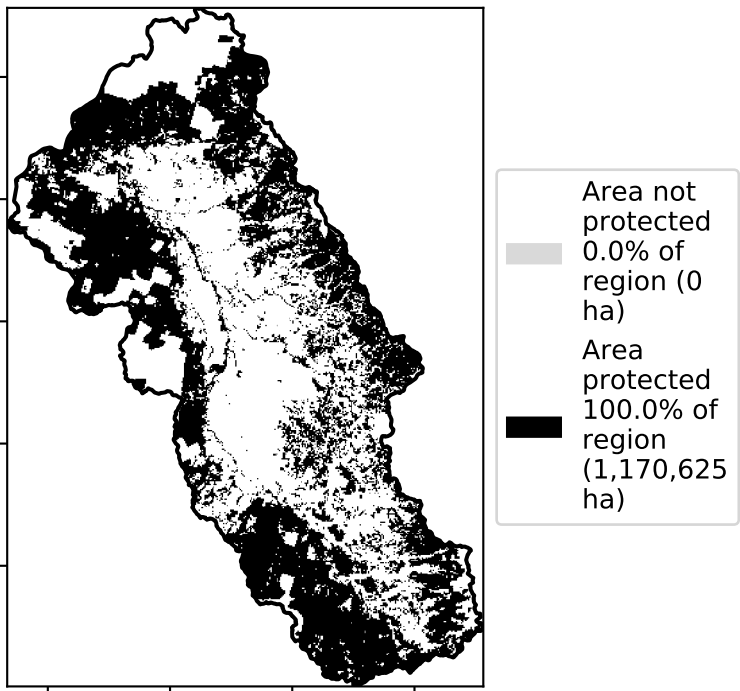 Area not
protected
0.0% of
region (0
ha)
Area
protected
100.0% of
region
(1,170,625
ha)